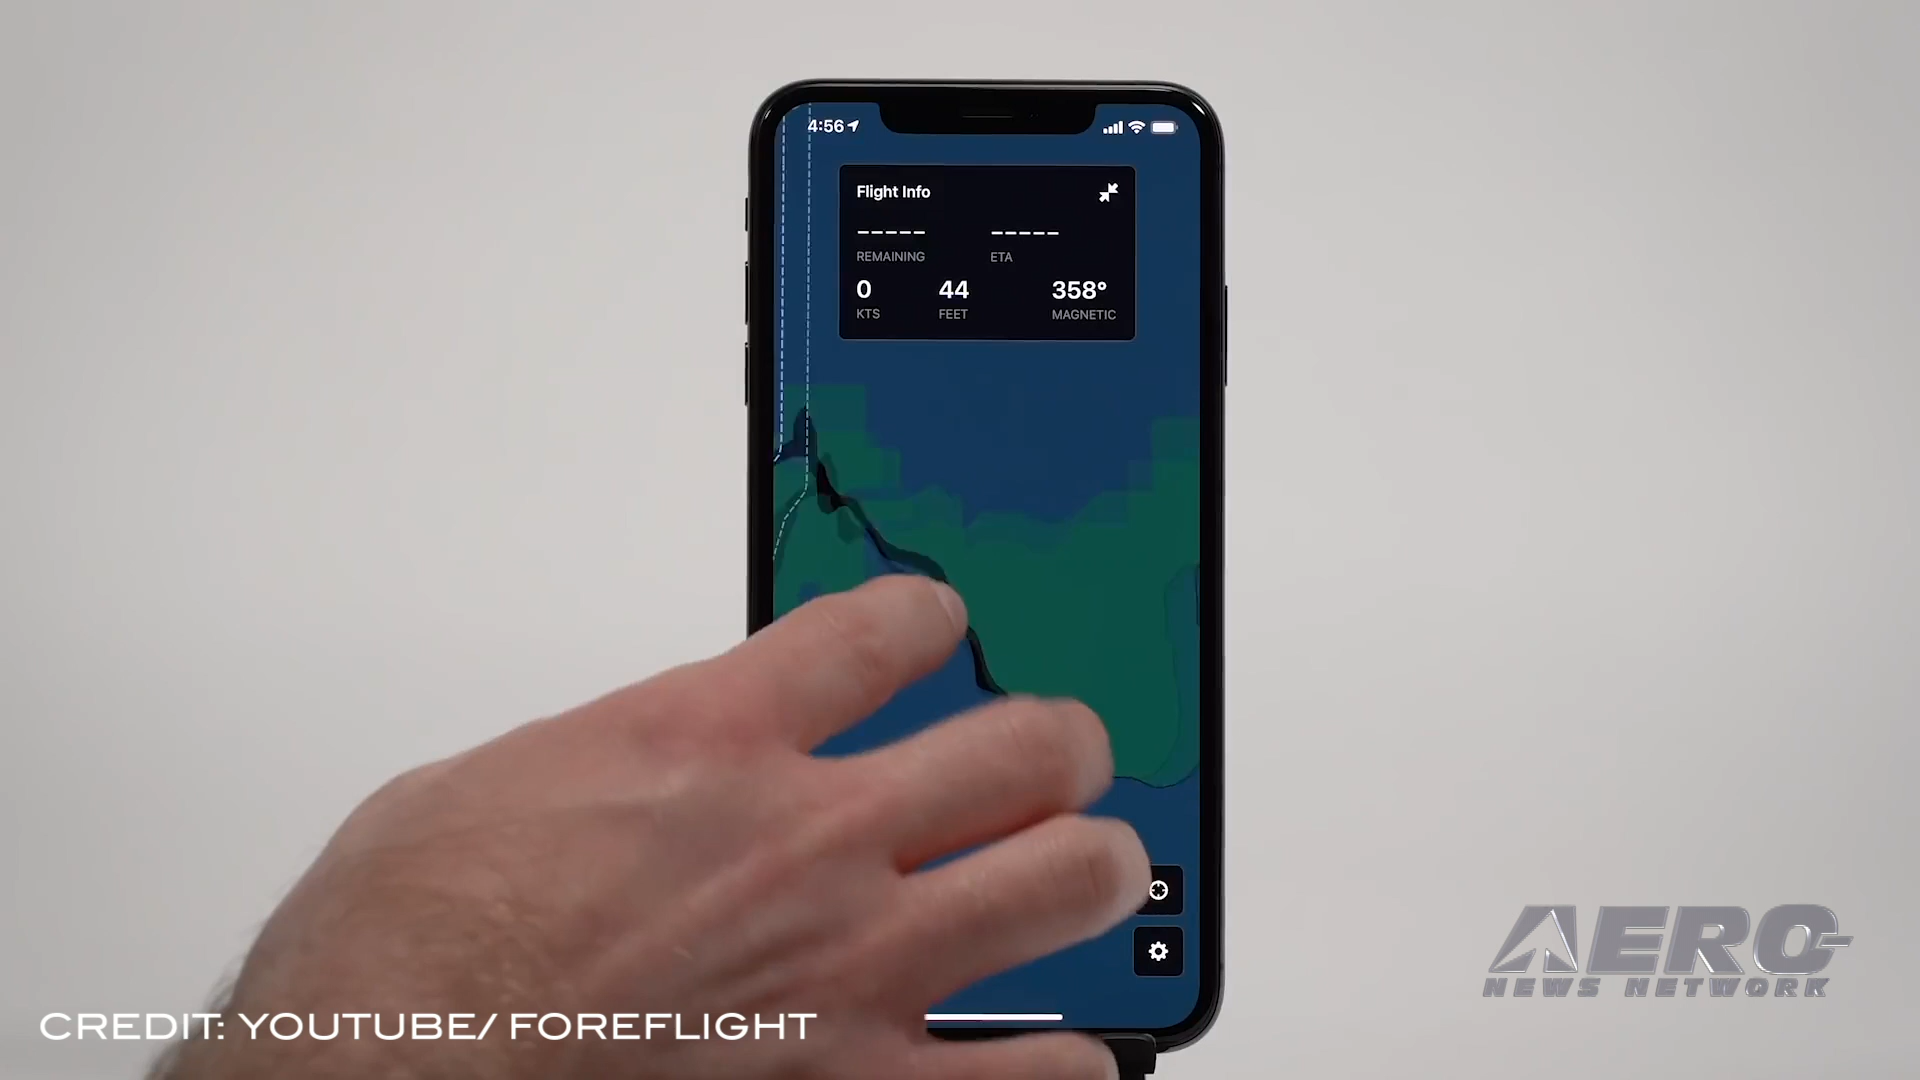 4:56
Flight Info
----- -----
REMAINING ETA
0 44 358°
KTS FEET MAGNETIC
AERO
NEWS NETWORK
CREDIT: YOUTUBE/ FOREFLIGHT